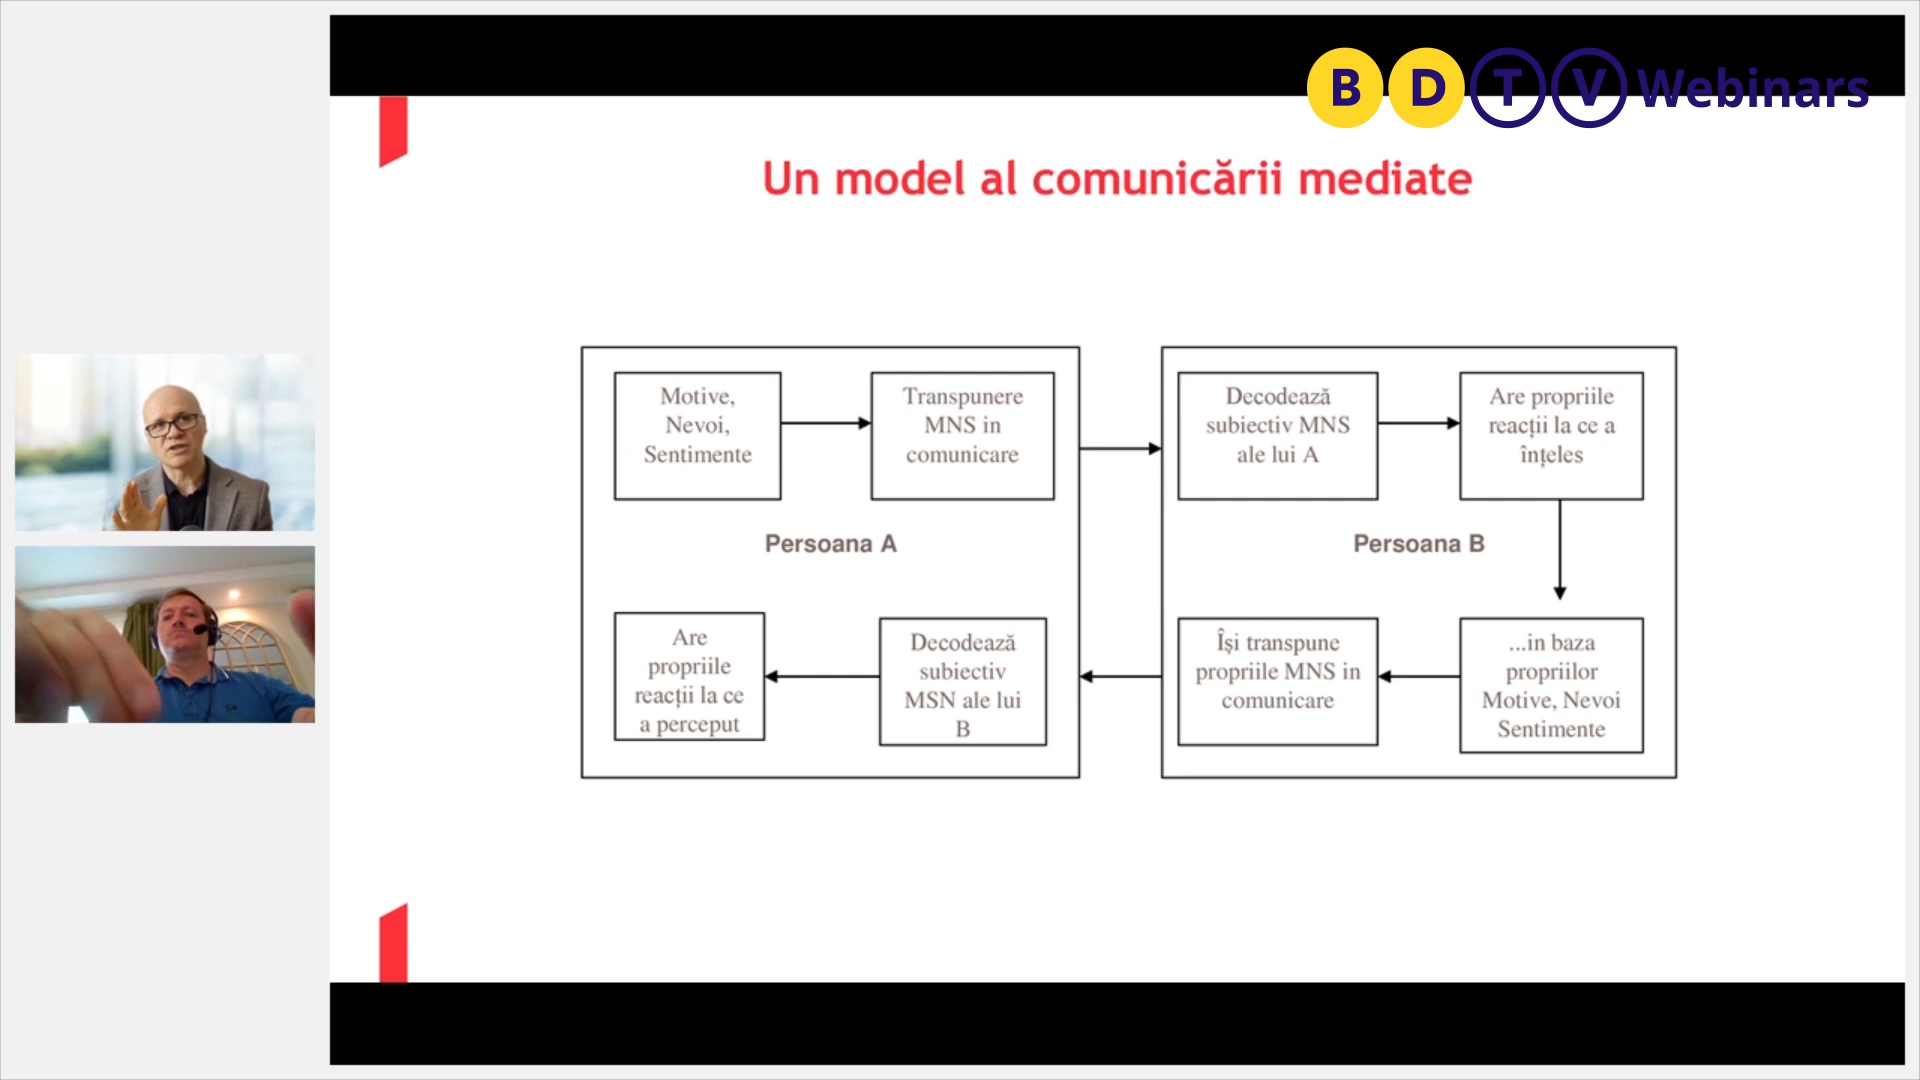 B D T V Webinars
Un model al comunicării mediate
Motive,
Nevoi,
Sentimente
Transpunere
MNS in
comunicare
Persoana A
Are
propriile
reacții la ce
a perceput
Decodează
subiectiv
MSN ale lui
B
Decodează
subiectiv MNS
ale lui A
Are propriile
reacții la ce a
înțeles
Persoana B
Își transpune
propriile MNS in
comunicare
...in baza
propriilor
Motive, Nevoi
Sentimente